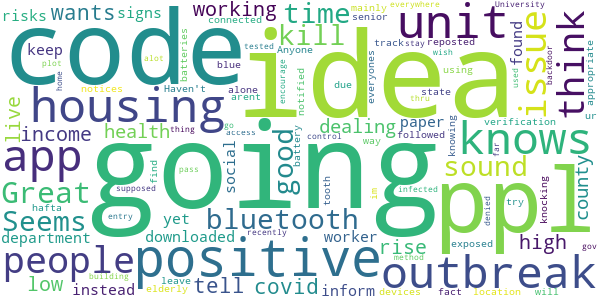 risks wants signs working time mainly connected senior University everywhere
code idea unit kill tested Anyone track stay reposted wish issue think
plot batteries keep blue alone Haven't arent encourage notified due everyones using found appropriate backdoor used ur
home notices alot thru
live housing app income health thing go access social good battery dealing control way paper state followed knowing knows verification
going ppl sound far county
Great find supposed pass tooth im infected denied try knocking
Seems hafta entry yet bluetooth recently worker rise exposed high gov
department downloaded positive outbreak
people low instead building tell leave elderly covid inform method devices fact location will